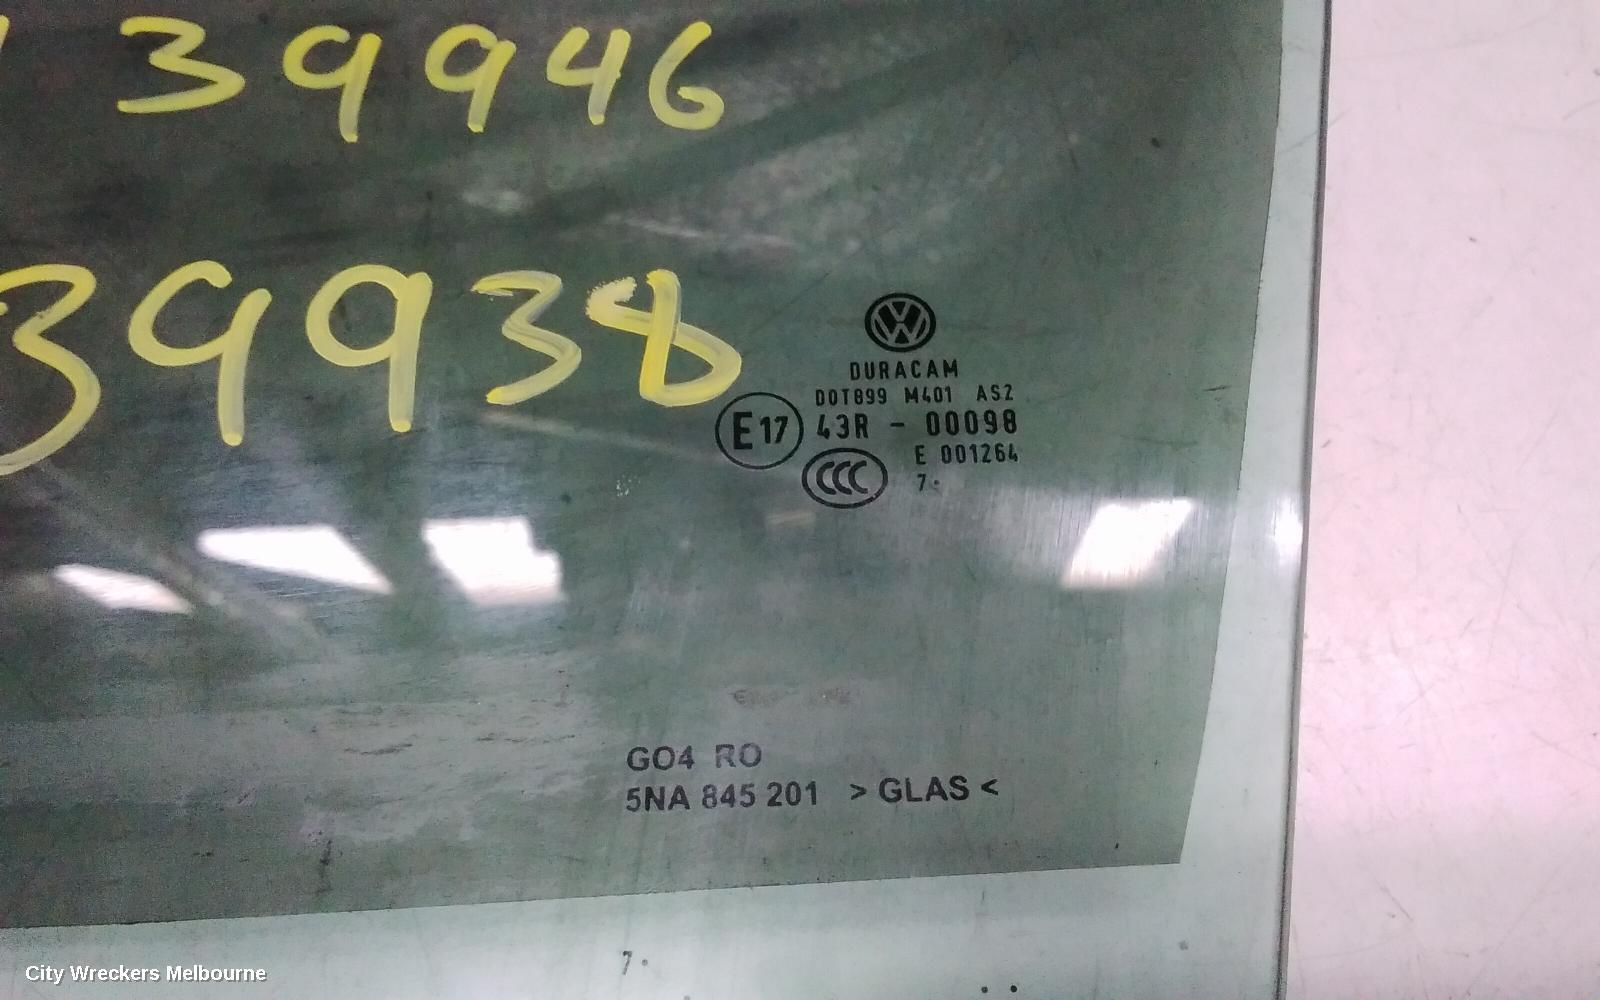 39946
39938
DURACAM
DOT899 M401 AS2
E17 43R - 00098
E 001264
CCC
7·
GO4 RO
5NA 845 201 >GLAS<
7·
City Wreckers Melbourne